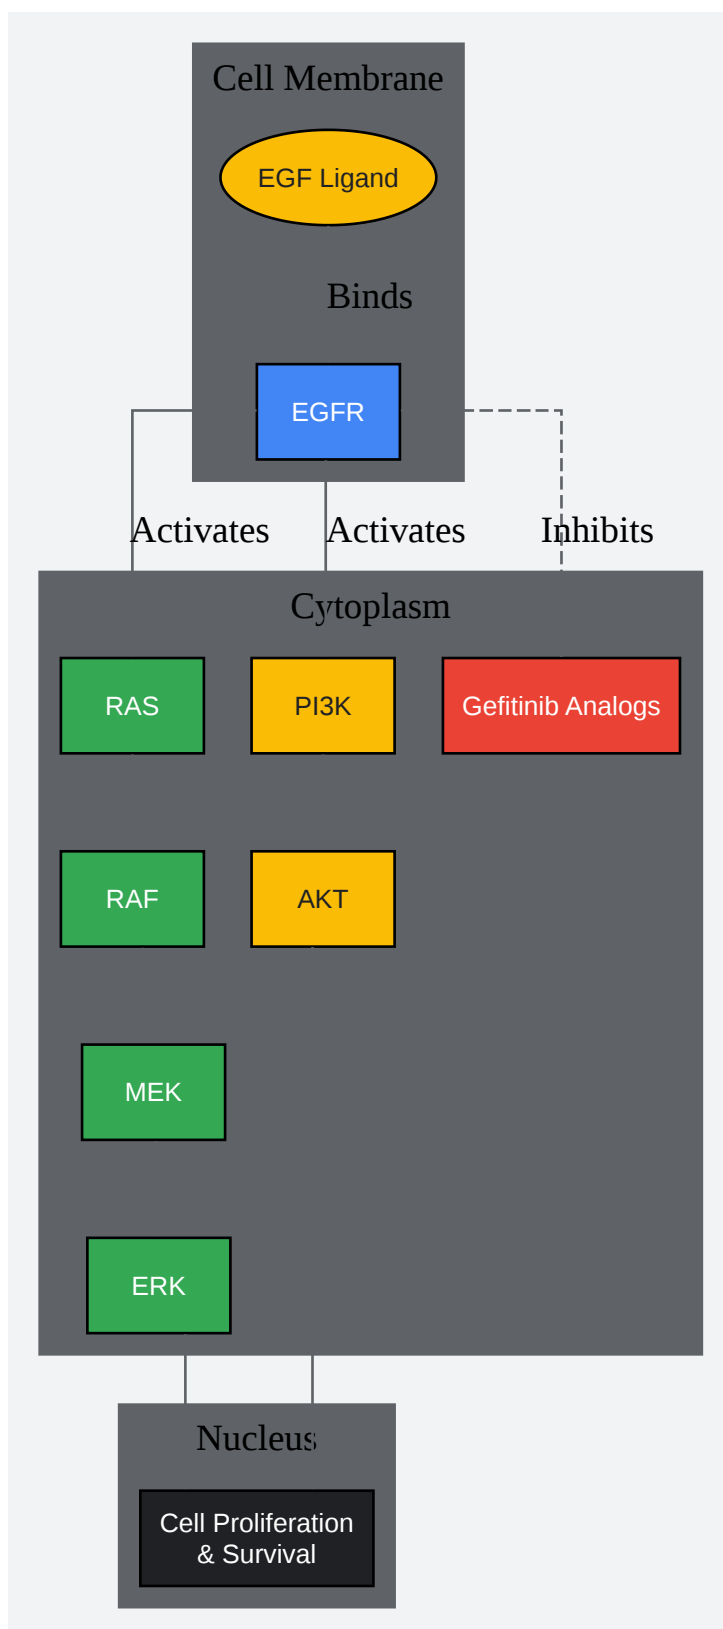 Cell Membrane
EGF Ligand
Binds
EGFR
Activates
Activates
Inhibits
Cytoplasm
RAS
PI3K
Gefitinib Analogs
RAF
AKT
MEK
ERK
Nucleus
Cell Proliferation
& Survival